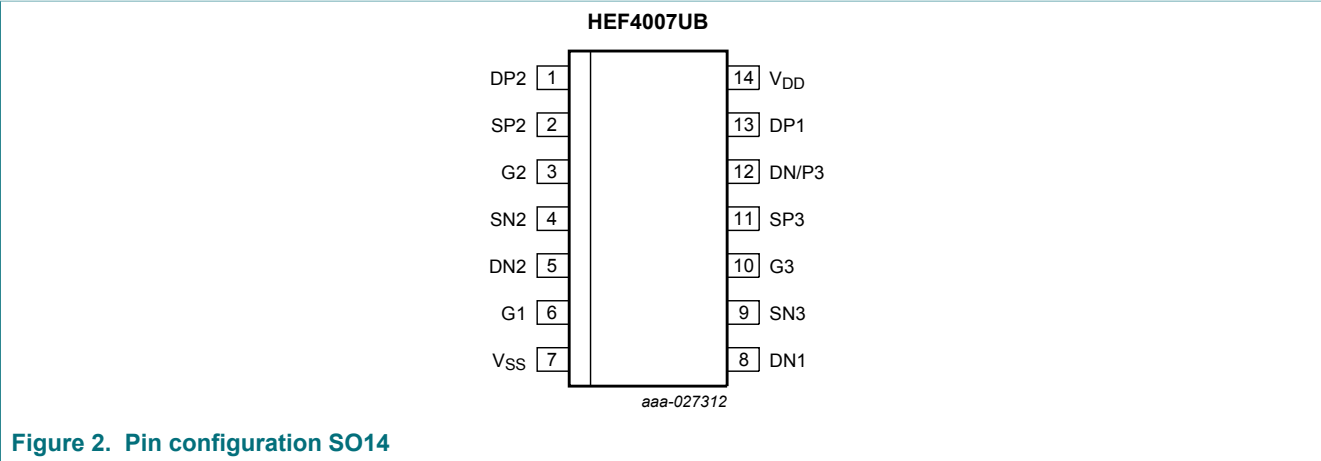 HEF4007UB
DP2 1 14 VDD
SP2 2 13 DP1
G2 3 12 DN/P3
SN2 4 11 SP3
DN2 5 10 G3
G1 6 9 SN3
VSS 7 8 DN1
aaa-027312
Figure 2. Pin configuration SO14